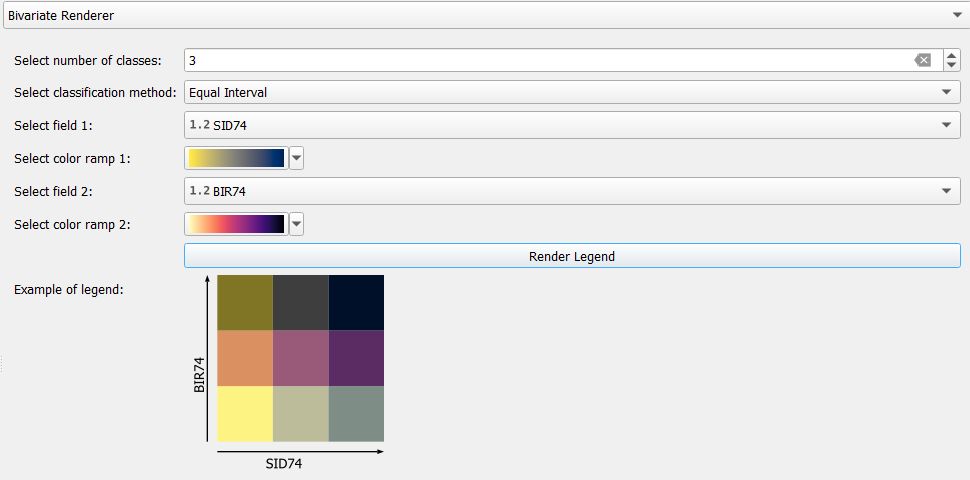 Bivariate Renderer
Select number of classes: 3
Select classification method: Equal Interval
Select field 1: 1.2 SID74
Select color ramp 1:
Select field 2: 1.2 BIR74
Select color ramp 2:
Render Legend
Example of legend:
BIR74
SID74